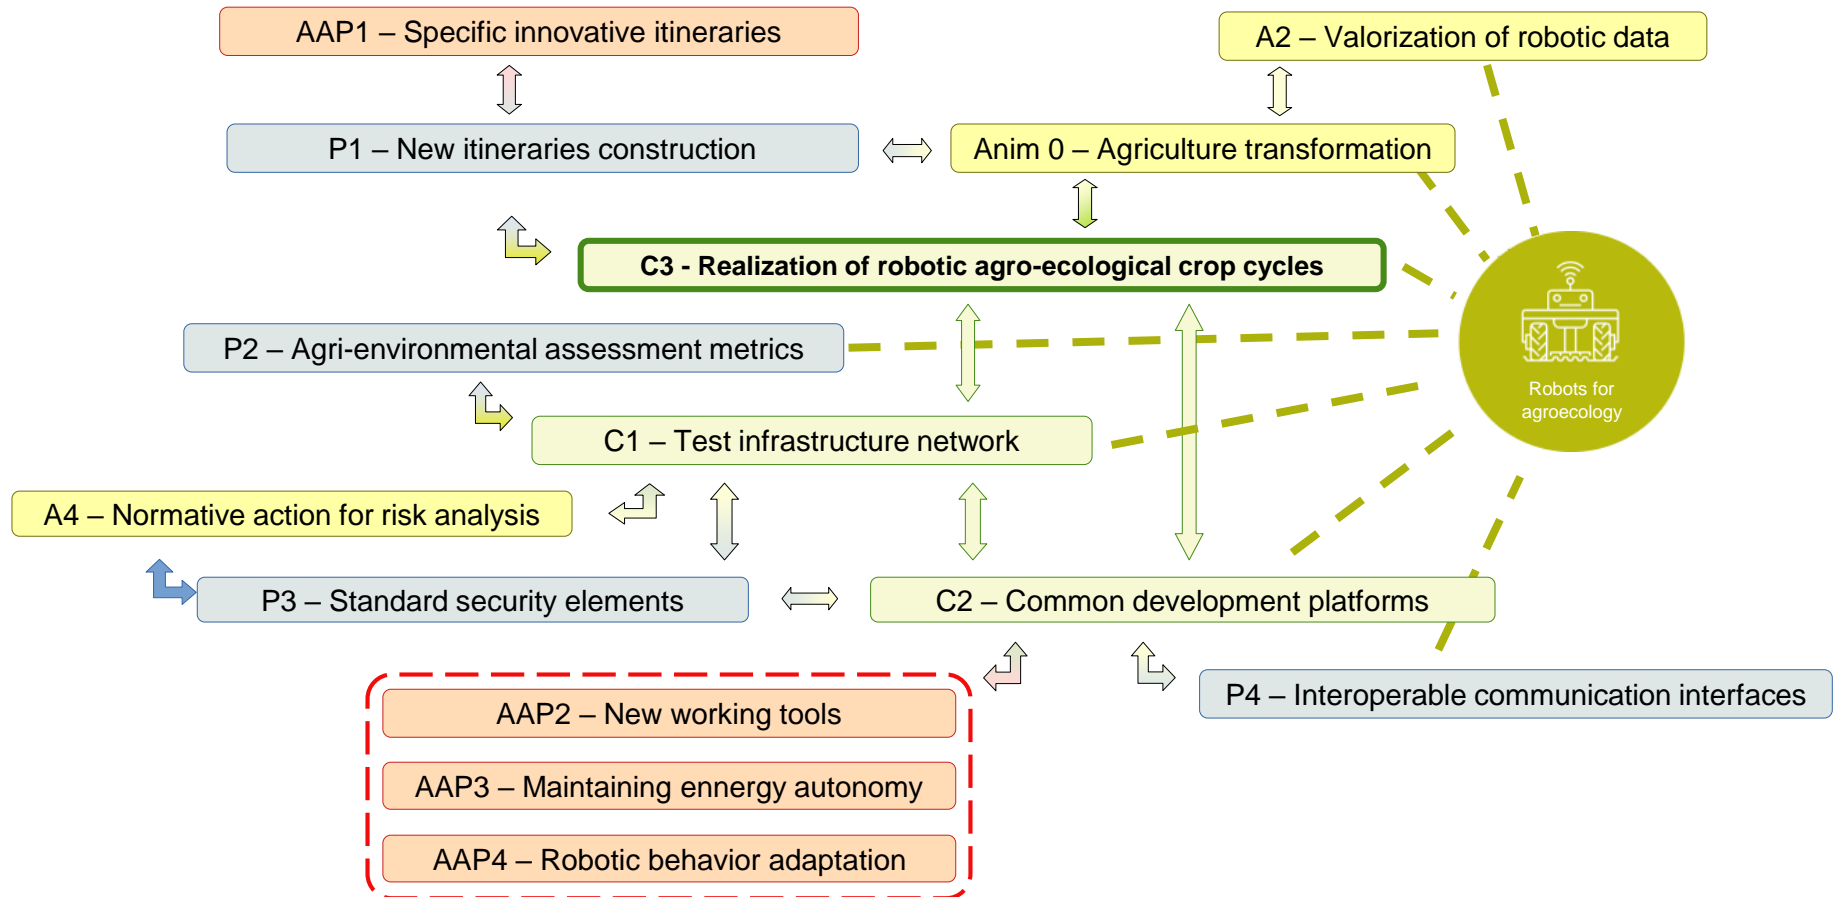 AAP1 – Specific innovative itineraries
A2 – Valorization of robotic data
P1 – New itineraries construction
Anim 0 – Agriculture transformation
C3 - Realization of robotic agro-ecological crop cycles
P2 – Agri-environmental assessment metrics
Robots for
agroecology
C1 – Test infrastructure network
A4 – Normative action for risk analysis
P3 – Standard security elements
C2 – Common development platforms
P4 – Interoperable communication interfaces
AAP2 – New working tools
AAP3 – Maintaining ennergy autonomy
AAP4 – Robotic behavior adaptation